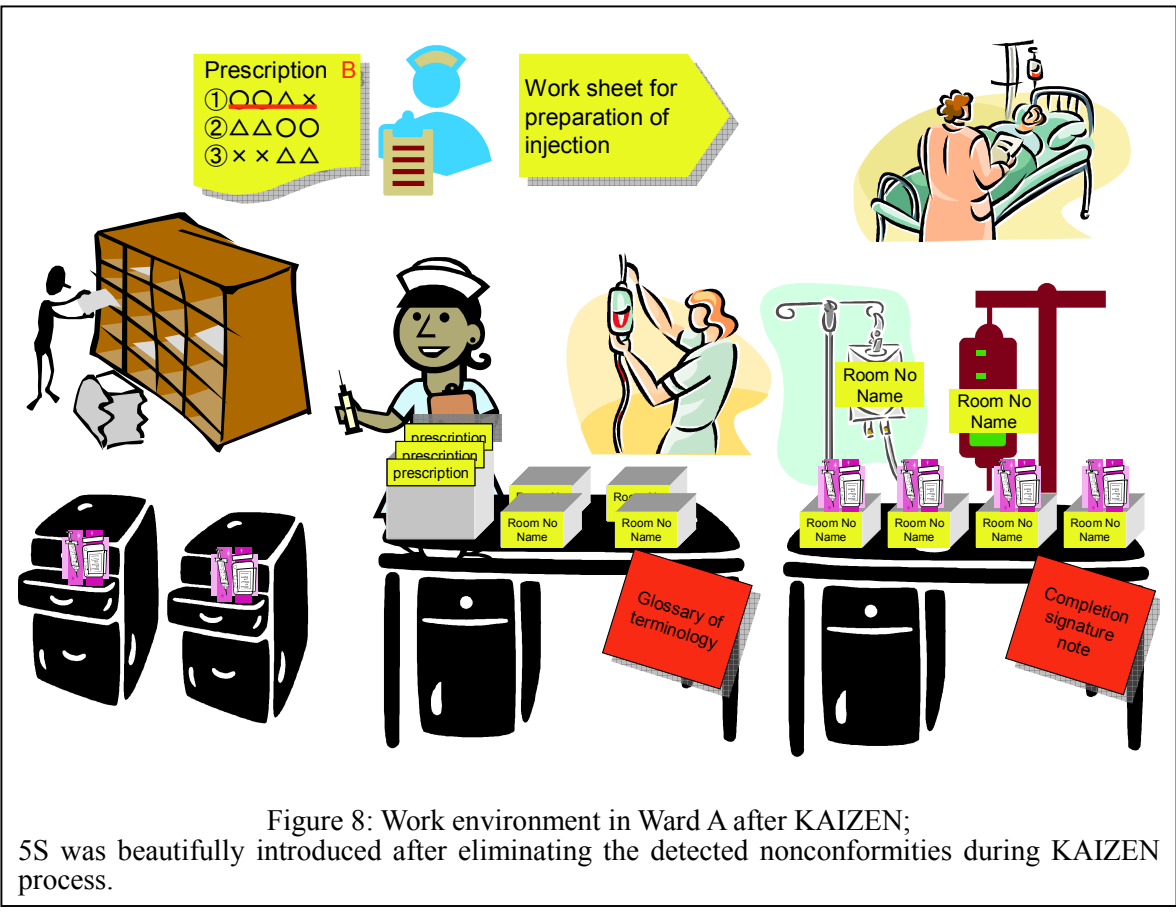 Prescription B
①○○△×
②△△○○
③××△△
Work sheet for
preparation of
injection
Room No
Name
Room No
Name
prescription
prescription
prescription
Room No
Name
Room No
Name
Room No
Name
Room No
Name
Room No
Name
Room No
Name
Glossary of
terminology
Completion
signature
note
Figure 8: Work environment in Ward A after KAIZEN;
5S was beautifully introduced after eliminating the detected nonconformities during KAIZEN
process.